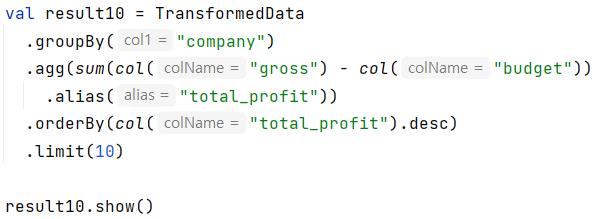 val result10 = TransformedData
.groupBy( col1 = "company")
.agg(sum(col( colName = "gross") - col( colName = "budget"))
.alias( alias = "total_profit"))
.orderBy(col( colName = "total_profit").desc)
.limit(10)
result10.show()